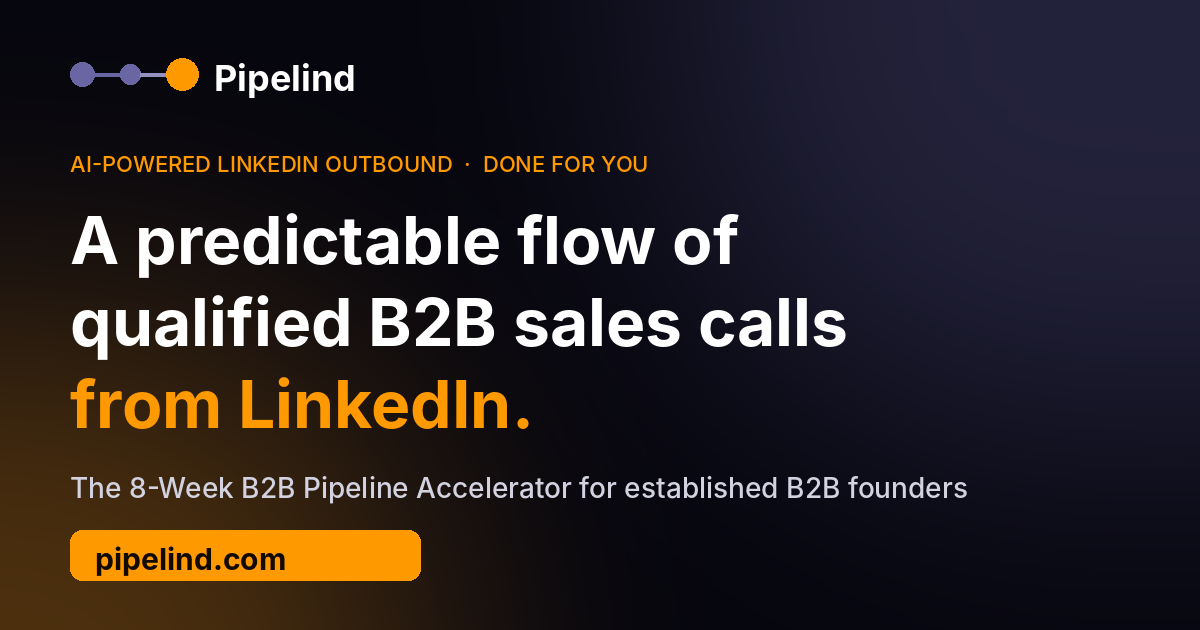 Pipelind
AI-POWERED LINKEDIN OUTBOUND · DONE FOR YOU
A predictable flow of
qualified B2B sales calls
from LinkedIn.
The 8-Week B2B Pipeline Accelerator for established B2B founders
pipelind.com